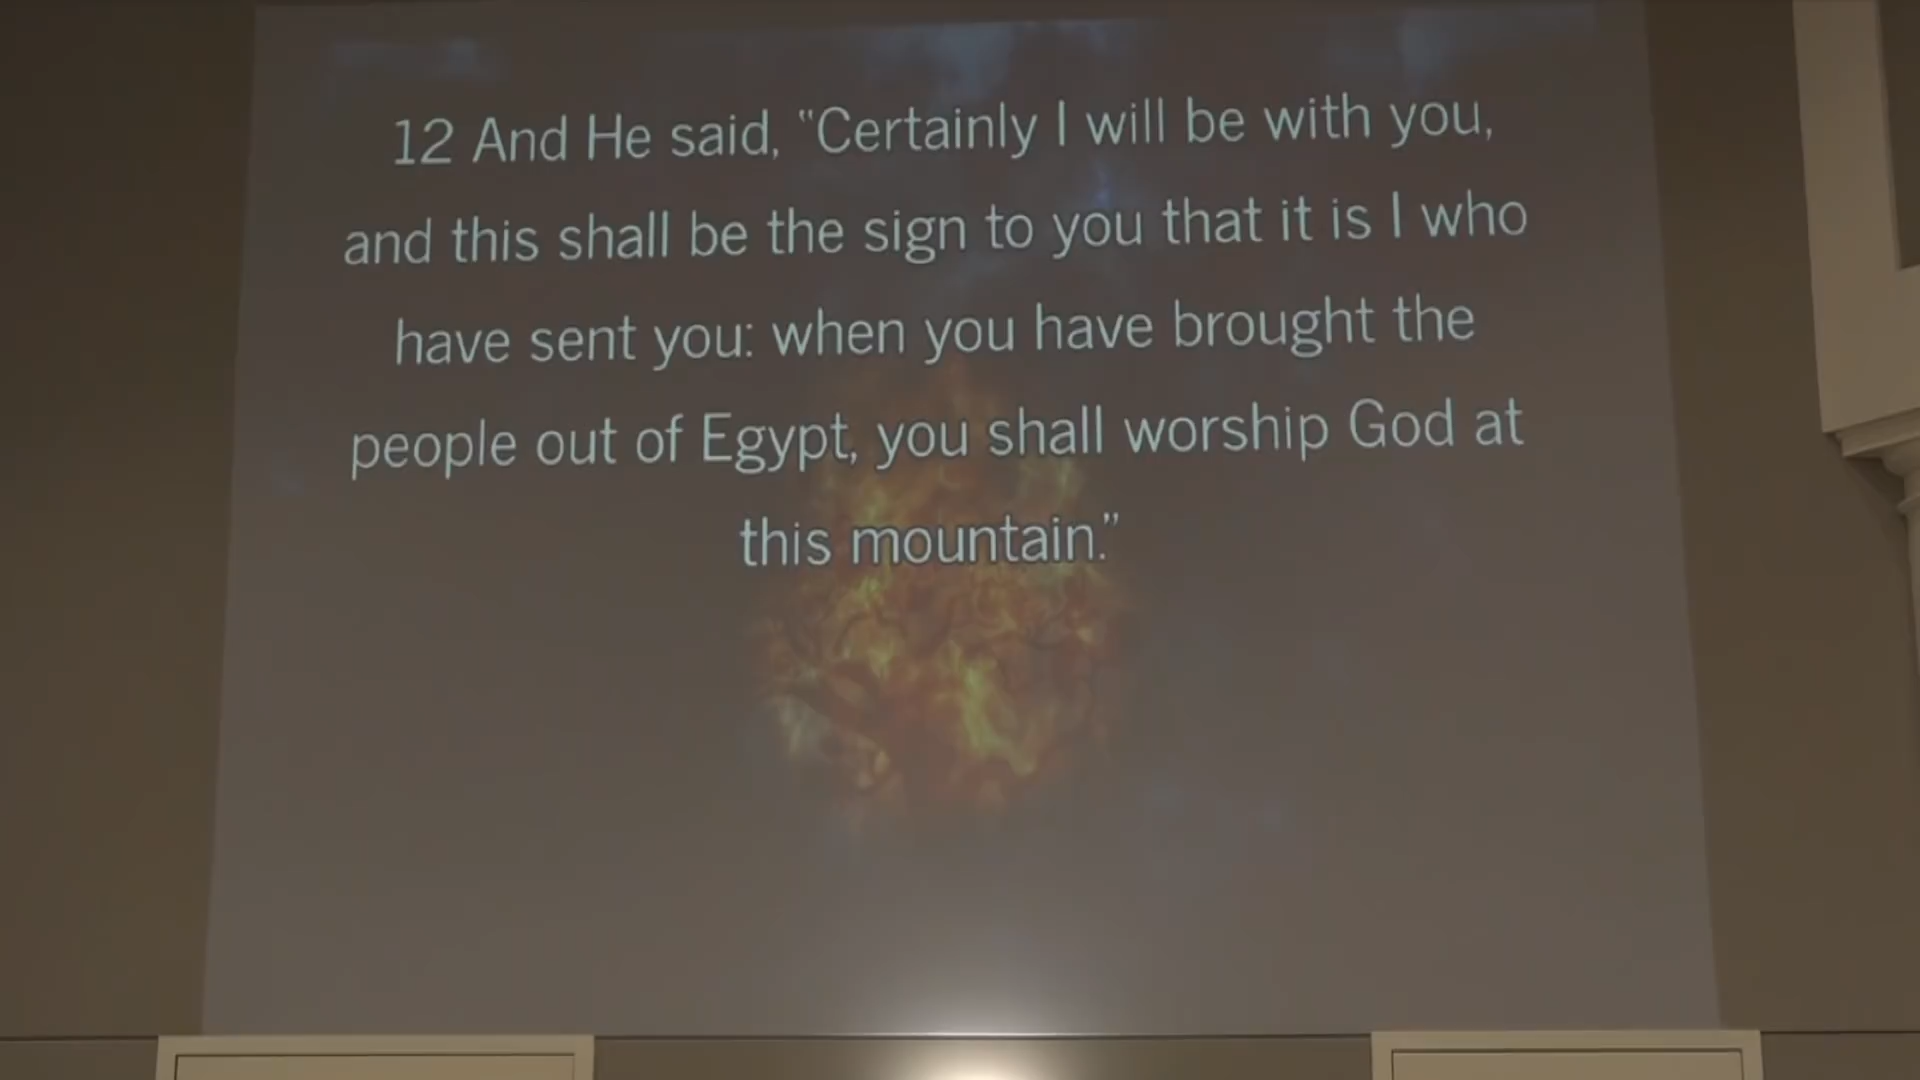 12 And He said, "Certainly I will be with you,
and this shall be the sign to you that it is I who
have sent you: when you have brought the
people out of Egypt, you shall worship God at
this mountain.”